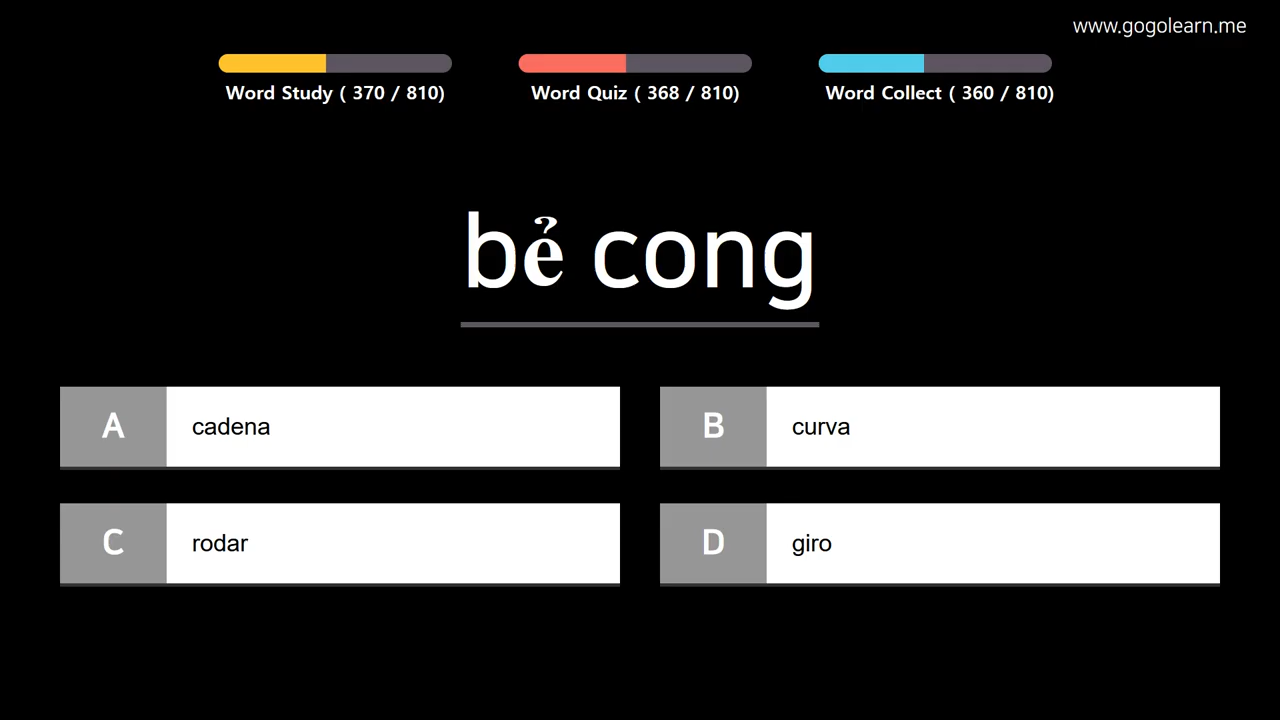 www.gogolearn.me
Word Study ( 370 / 810)
Word Quiz ( 368 / 810)
Word Collect ( 360 / 810)
bẻ cong
A cadena
B curva
C rodar
D giro